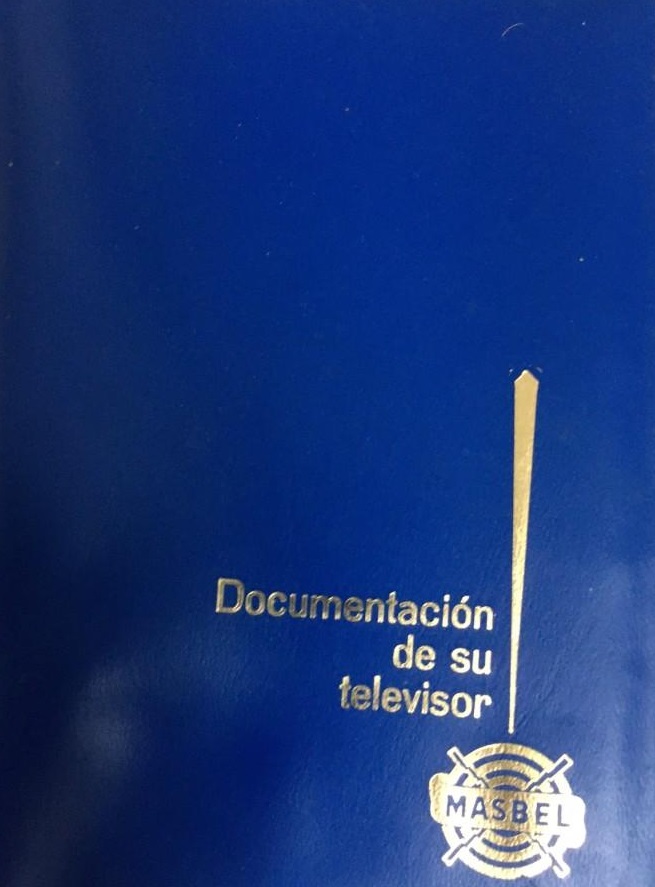 Documentación
de su
televisor
MASBEL